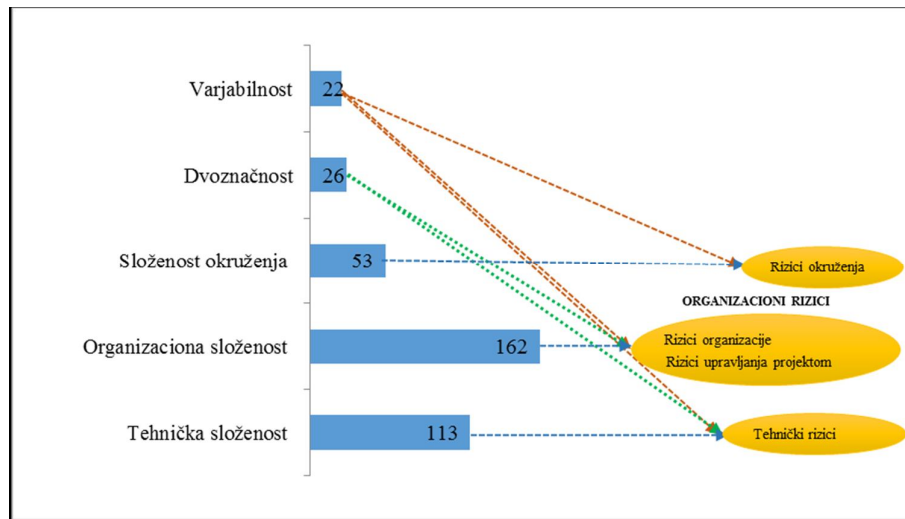 Varjabilnost
22
Dvoznačnost
26
Složenost okruženja
53
Rizici okruženja
ORGANIZACIONI RIZICI
Organizaciona složenost
162
Rizici organizacije
Rizici upravljanja projektom
Tehnička složenost
113
Tehnički rizici